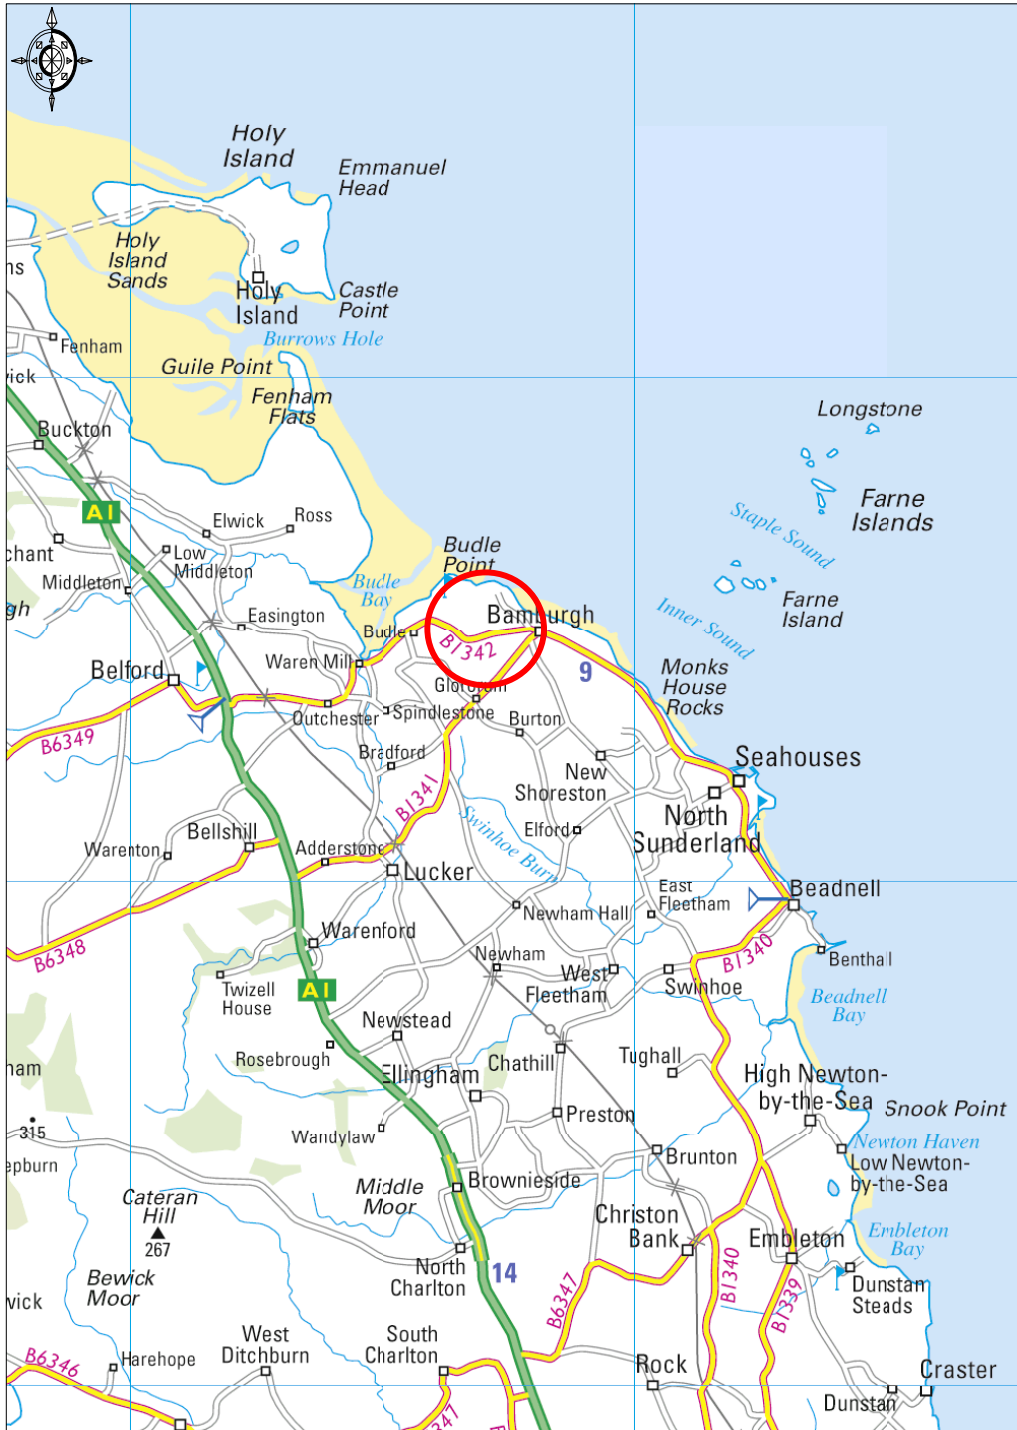 Holy
Island
Emmanuel
Head
Holy
Island
Sands
Holy
Island
Castle
Point
Burrows Hole
Fenham
Guile Point
Fenham
Flats
Longstone
Buckton
Farne
Islands
Staple Sound
A1
Elwick
Ross
Low
Middleton
Middleton
Budle
Point
Budle
Bay
Farne
Island
Inner Sound
Easington
Bamburgh
Budle
B1342
Waren Mill
9
Monks
House
Rocks
Belford
Outchester
Spindlestone
Burton
B6349
Bradford
New
Shoreston
Seahouses
B1341
North
Sunderland
Swinhoe Burn
Elford
Bellshill
Warenton
Adderstone
Lucker
East
Fleetham
Beadnell
Newham Hall
Warenford
B6348
Newham
B1340
Benthall
Twizell
House
A1
West
Fleetham
Swinhoe
Beadnell
Bay
Newstead
Rosebrough
Chathill
Tughall
Ellingham
High Newton-
by-the-Sea
Snook Point
Preston
315
Wandylaw
Newton Haven
Brunton
Low Newton-
by-the-Sea
Cateran
Hill
267
Middle
Moor
Brownieside
Christon
Bank
Embleton
Embleton
Bay
North
Charlton
14
Bewick
Moor
B6347
B1340
B1339
Dunstan
Steads
West
Ditchburn
South
Charlton
B6346
Harehope
Rock
Craster
Dunstan